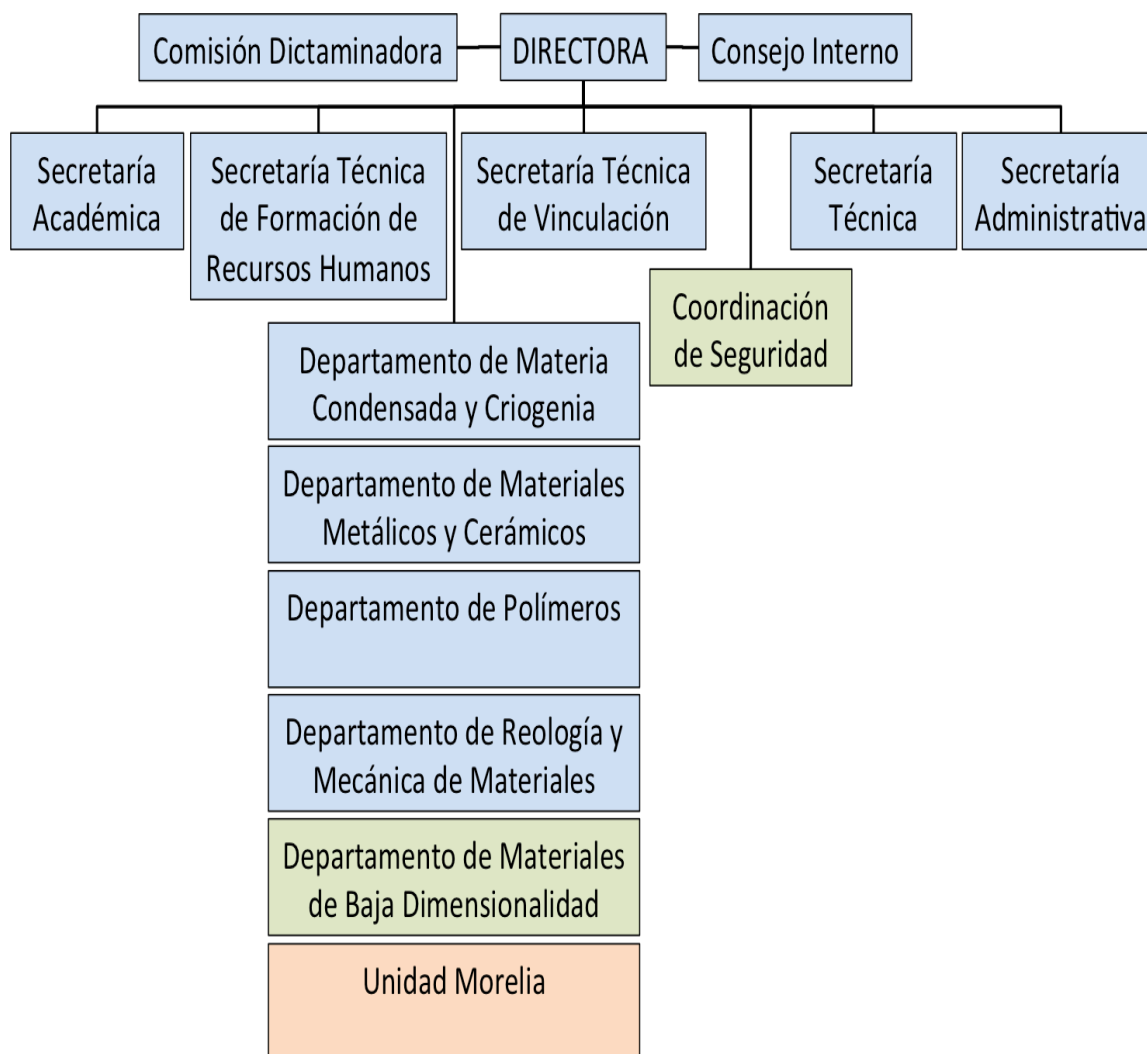 Comisión Dictaminadora
DIRECTORA
Consejo Interno
Secretaría
Académica
Secretaría Técnica
de Formación de
Recursos Humanos
Secretaría Técnica
de Vinculación
Secretaría
Técnica
Secretaría
Administrativa
Coordinación
de Seguridad
Departamento de Materia
Condensada y Criogenia
Departamento de Materiales
Metálicos y Cerámicos
Departamento de Polímeros
Departamento de Reología y
Mecánica de Materiales
Departamento de Materiales
de Baja Dimensionalidad
Unidad Morelia